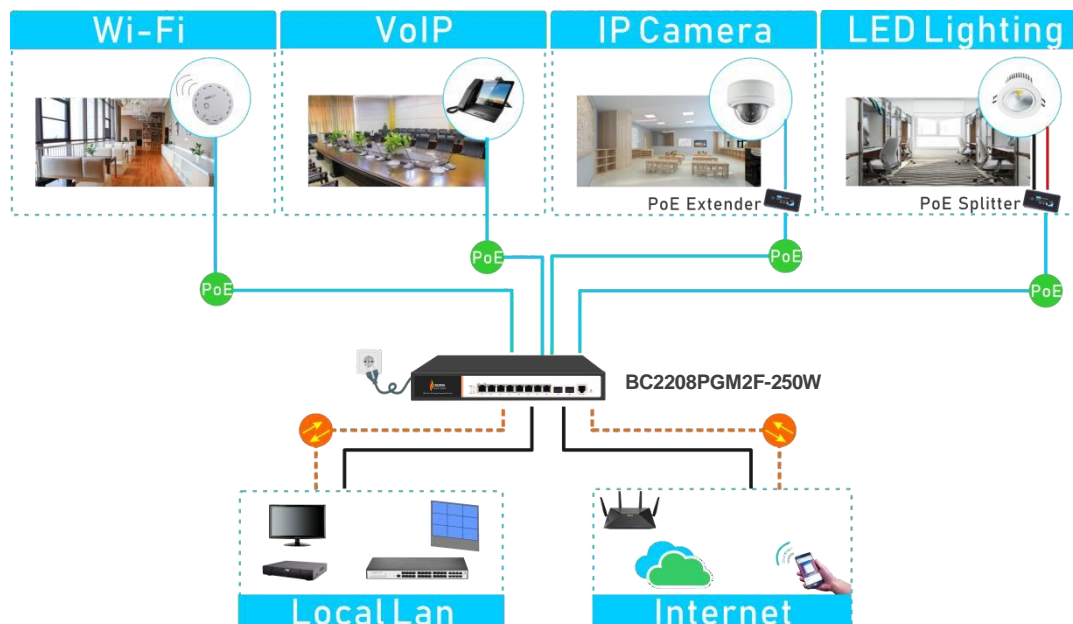 Wi-Fi
VoIP
IP Camera
LED Lighting
PoE Extender
PoE Splitter
PoE
PoE
PoE
PoE
BC2208PGM2F-250W
Local Lan
Internet